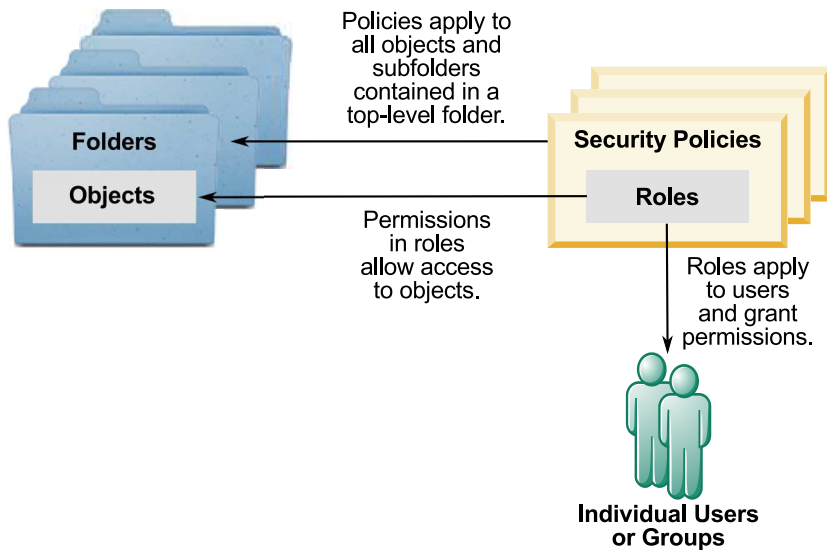 Policies apply to
all objects and
subfolders
contained in a
top-level folder.
Folders
Security Policies
Objects
Roles
Permissions
in roles
allow access
to objects.
Roles apply
to users
and grant
permissions.
Individual Users
or Groups